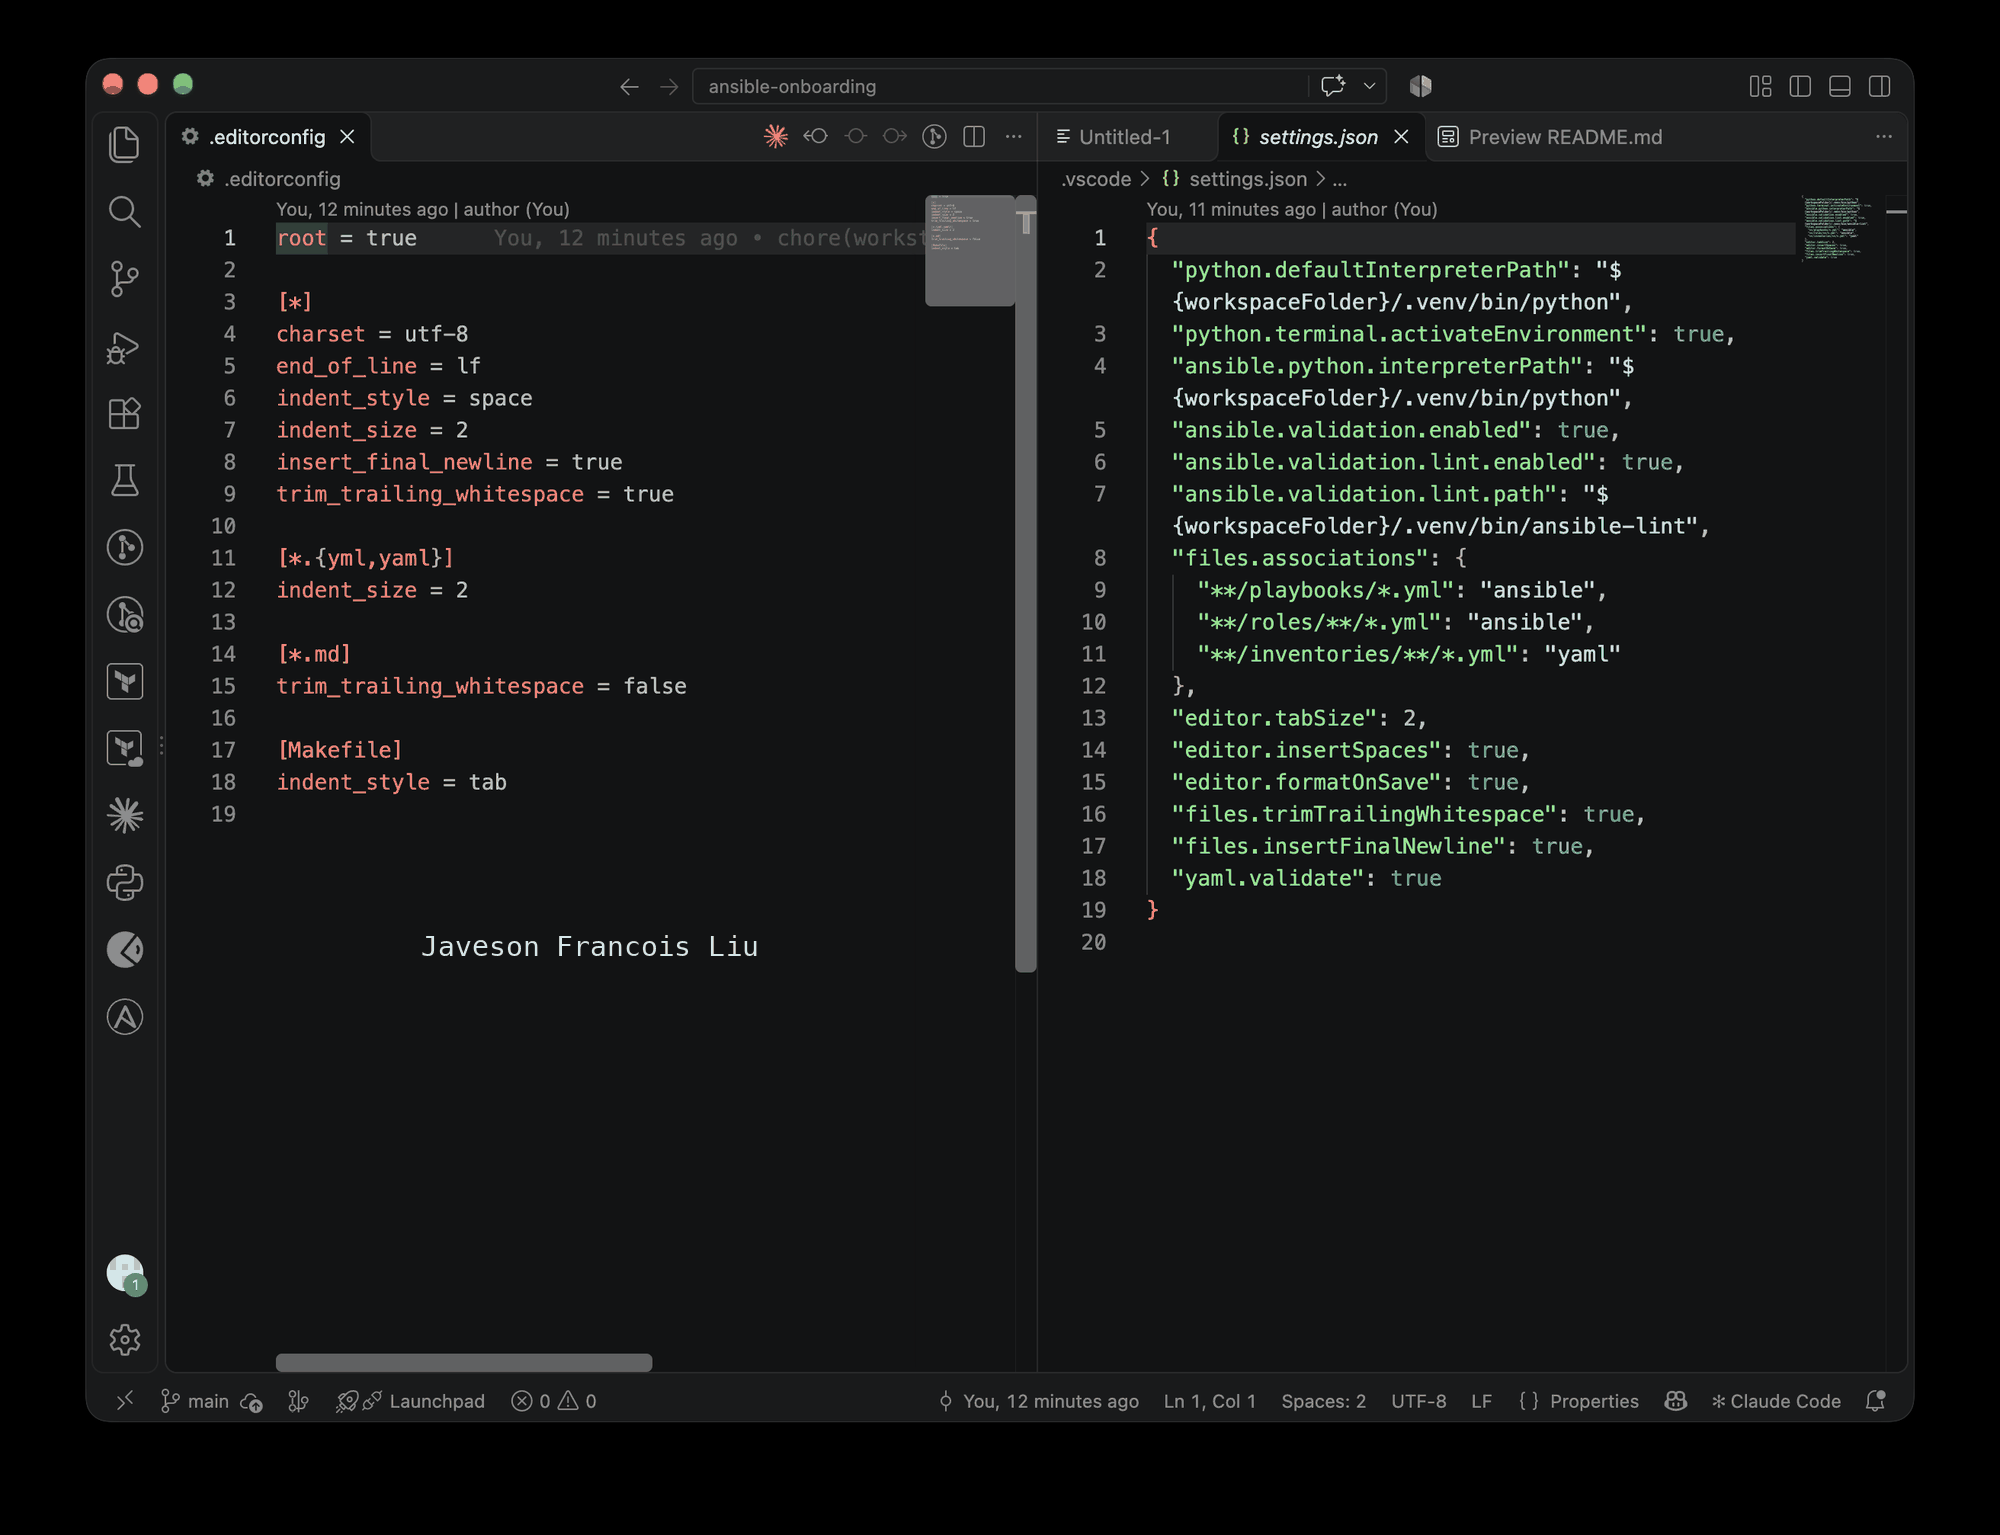 ansible-onboarding
.editorconfig
Untitled-1
settings.json
Preview README.md
.editorconfig
You, 12 minutes ago | author (You)
1 root = true You, 12 minutes ago • chore(workst
2
3 [*]
4 charset = utf-8
5 end_of_line = lf
6 indent_style = space
7 indent_size = 2
8 insert_final_newline = true
9 trim_trailing_whitespace = true
10
11 [*.{yml,yaml}]
12 indent_size = 2
13
14 [*.md]
15 trim_trailing_whitespace = false
16
17 [Makefile]
18 indent_style = tab
19
Javeson Francois Liu
.vscode > {} settings.json > ...
You, 11 minutes ago | author (You)
1 {
2 "python.defaultInterpreterPath": "$
{workspaceFolder}/.venv/bin/python",
3 "python.terminal.activateEnvironment": true,
4 "ansible.python.interpreterPath": "$
{workspaceFolder}/.venv/bin/python",
5 "ansible.validation.enabled": true,
6 "ansible.validation.lint.enabled": true,
7 "ansible.validation.lint.path": "$
{workspaceFolder}/.venv/bin/ansible-lint",
8 "files.associations": {
9 "**/playbooks/*.yml": "ansible",
10 "**/roles/**/*.yml": "ansible",
11 "**/inventories/**/*.yml": "yaml"
12 },
13 "editor.tabSize": 2,
14 "editor.insertSpaces": true,
15 "editor.formatOnSave": true,
16 "files.trimTrailingWhitespace": true,
17 "files.insertFinalNewline": true,
18 "yaml.validate": true
19 }
20
1
main Launchpad 0 0 You, 12 minutes ago Ln 1, Col 1 Spaces: 2 UTF-8 LF {} Properties Claude Code